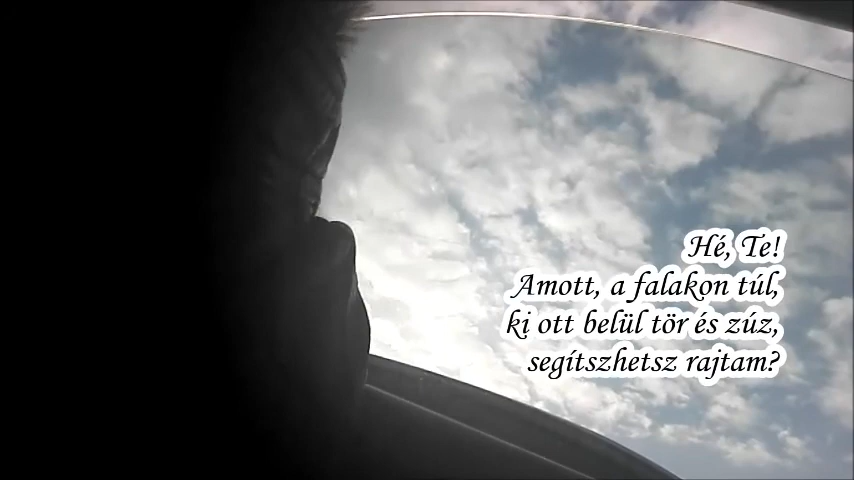 Hé, Te!
Amott, a falakon túl,
ki ott belül tör és zúz,
segítszhetsz rajtam?